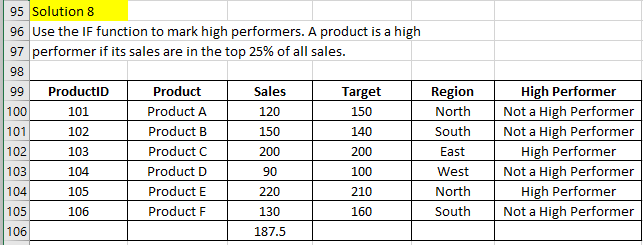 95 Solution 8
96 Use the IF function to mark high performers. A product is a high
97 performer if its sales are in the top 25% of all sales.
98
99 ProductID Product Sales Target Region High Performer
100 101 Product A 120 150 North Not a High Performer
101 102 Product B 150 140 South Not a High Performer
102 103 Product C 200 200 East High Performer
103 104 Product D 90 100 West Not a High Performer
104 105 Product E 220 210 North High Performer
105 106 Product F 130 160 South Not a High Performer
106 187.5